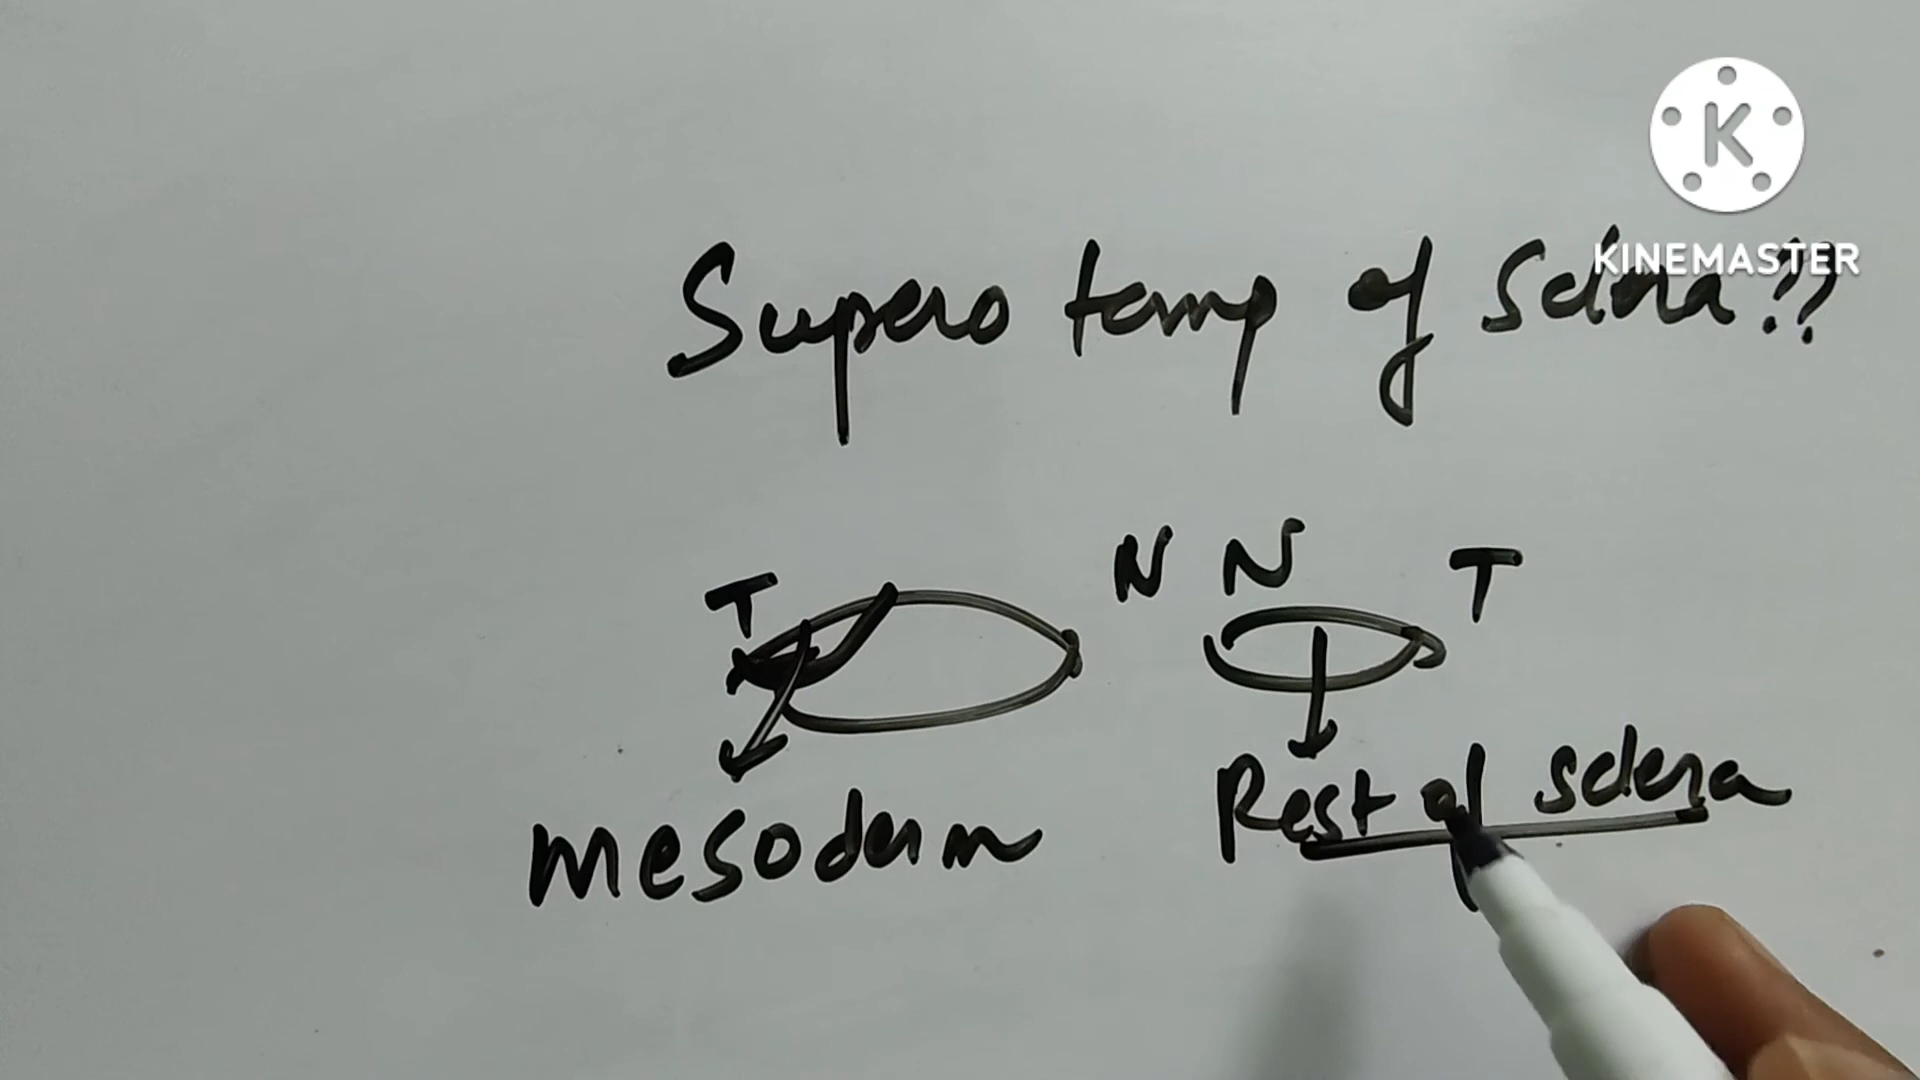 K
KINEMASTER
Supero temp of Sclera??
T N N T
mesoderm
Rest of sclera